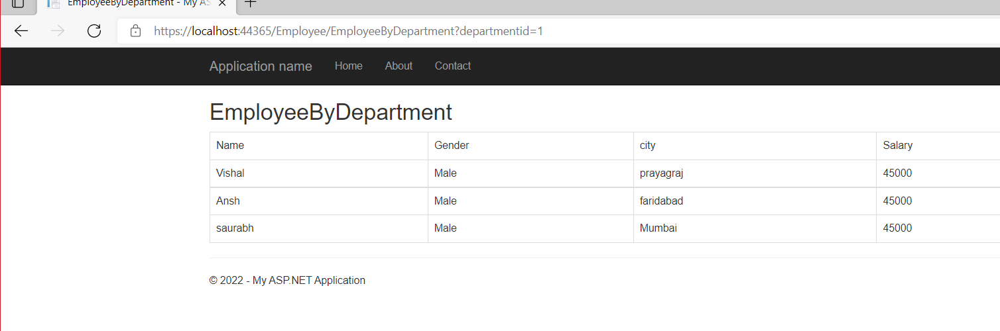 EmployeeByDepartment - My AS
https://localhost:44365/Employee/EmployeeByDepartment?departmentid=1
Application name Home About Contact
EmployeeByDepartment
Name Gender city Salary
Vishal Male prayagraj 45000
Ansh Male faridabad 45000
saurabh Male Mumbai 45000
© 2022 - My ASP.NET Application